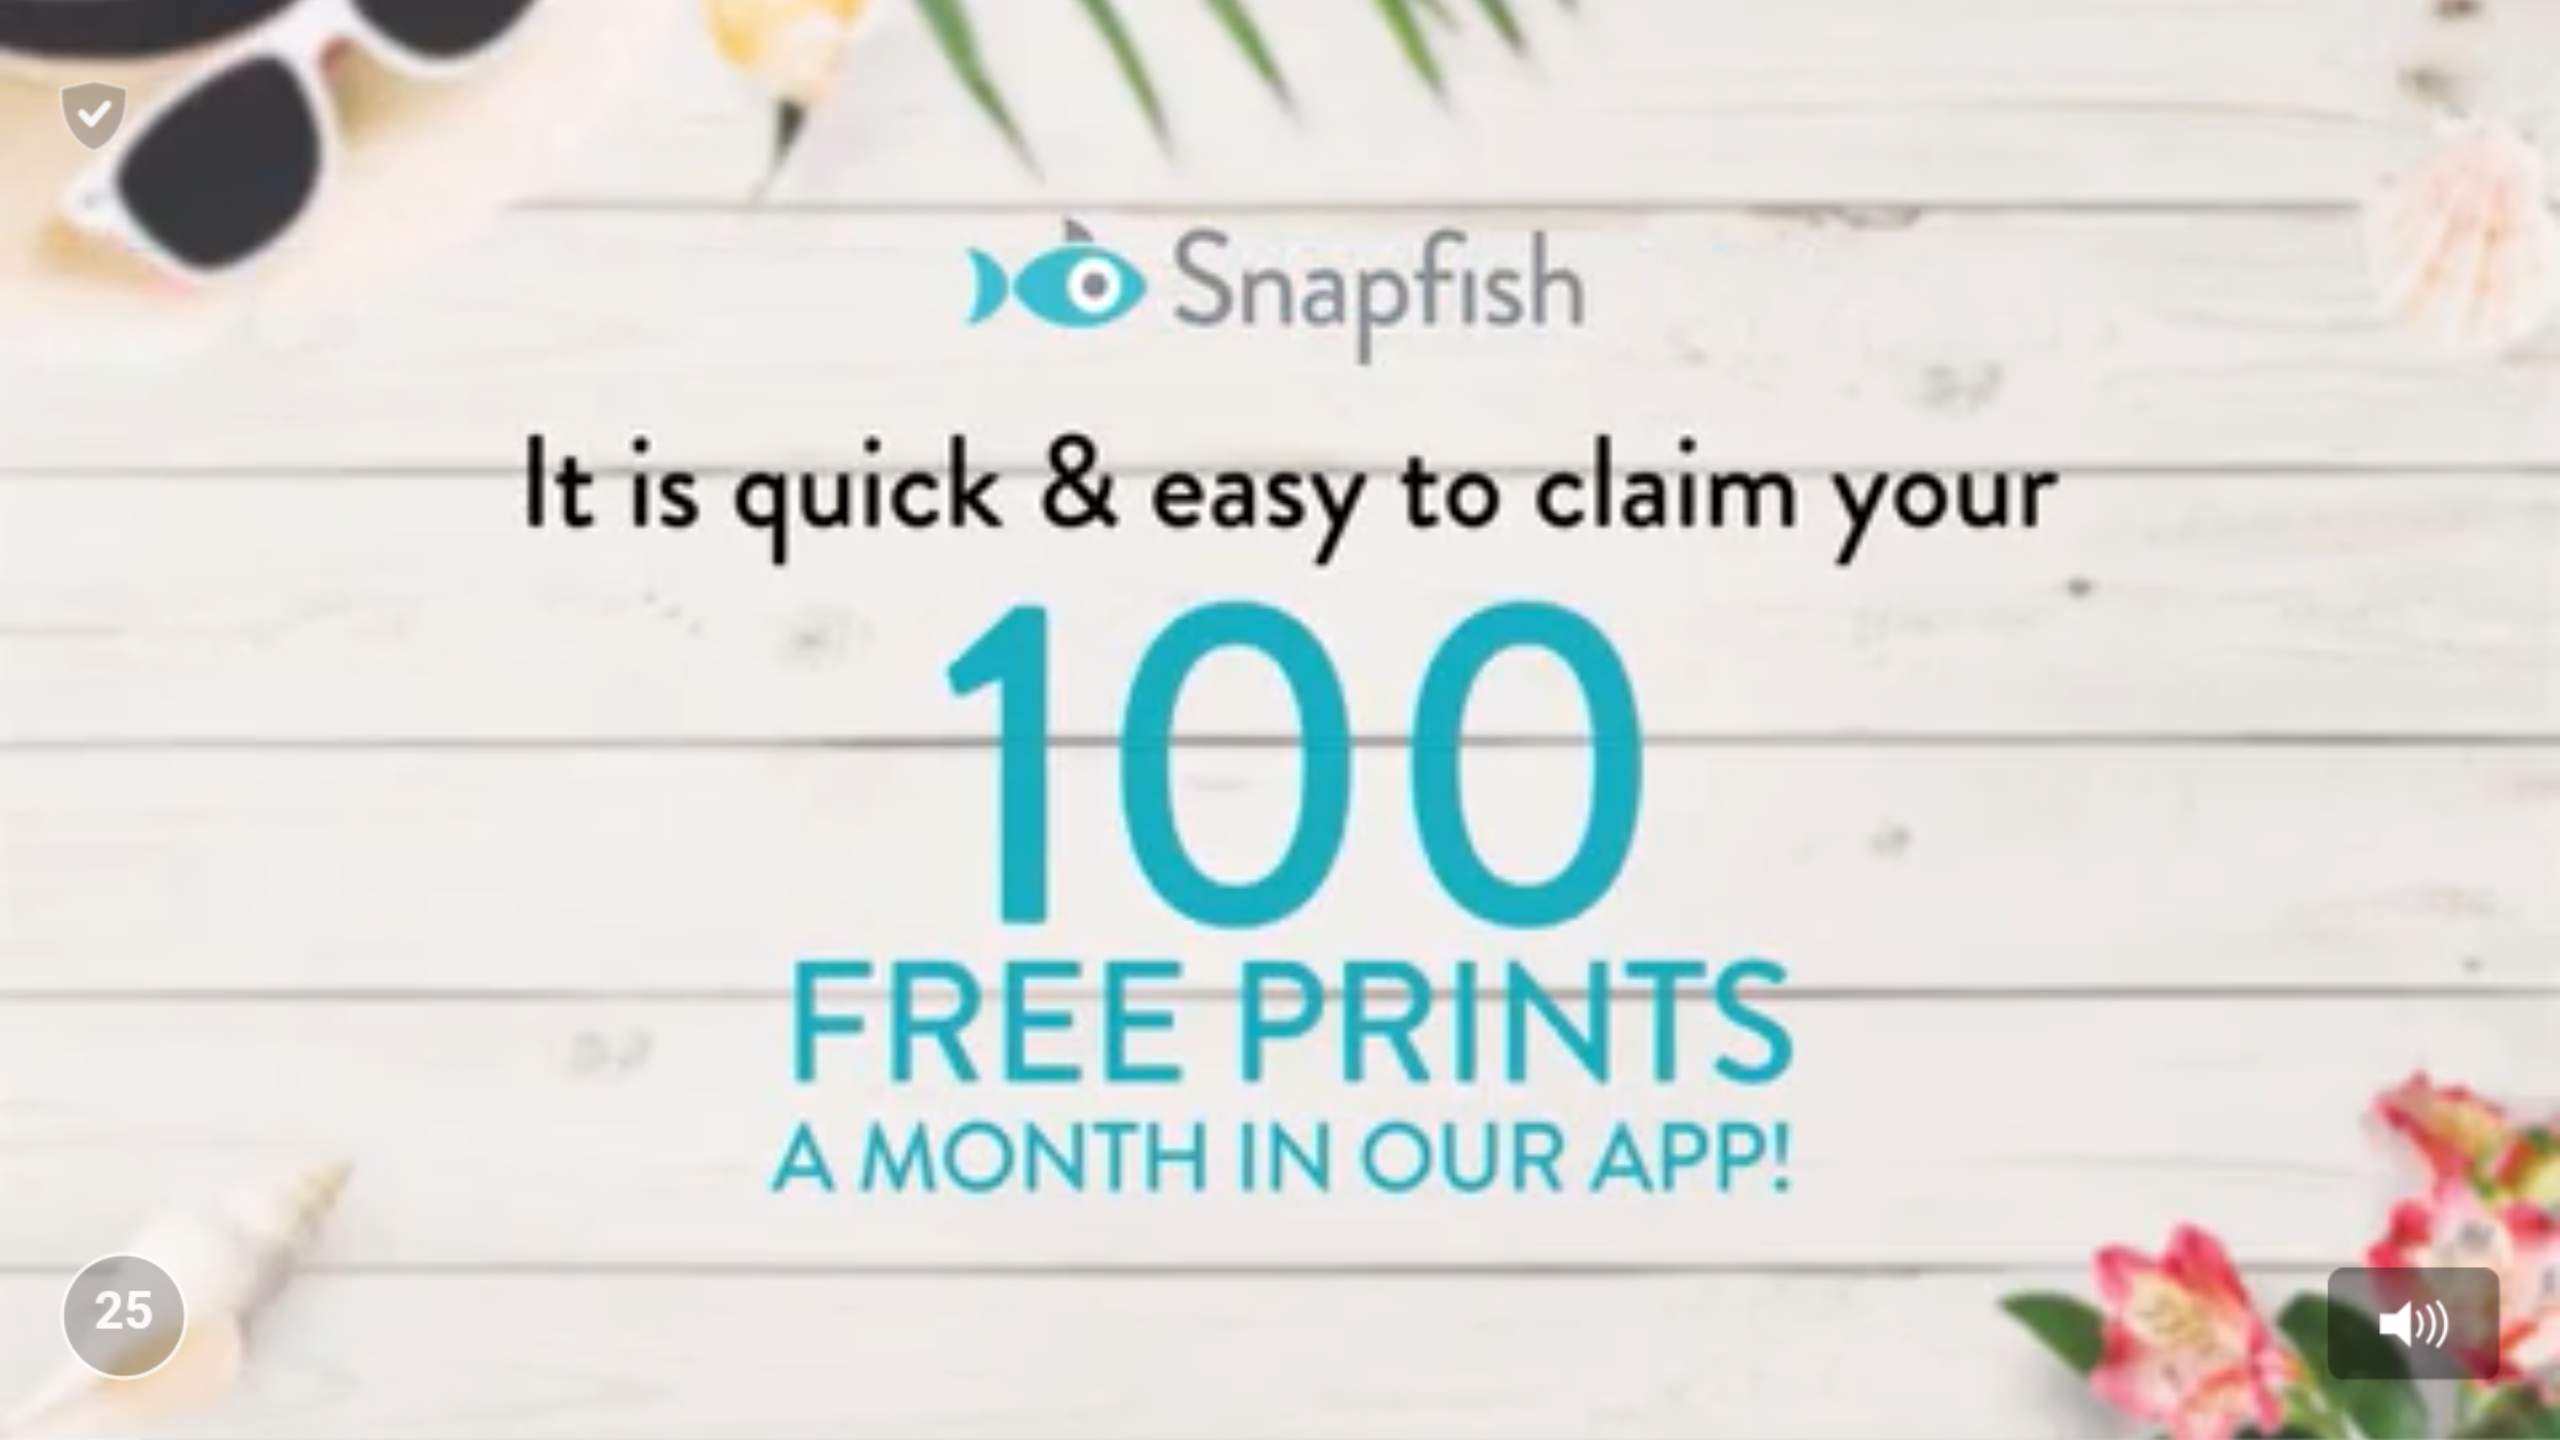 Snapfish
It is quick & easy to claim your
100
FREE PRINTS
A MONTH IN OUR APP!
25